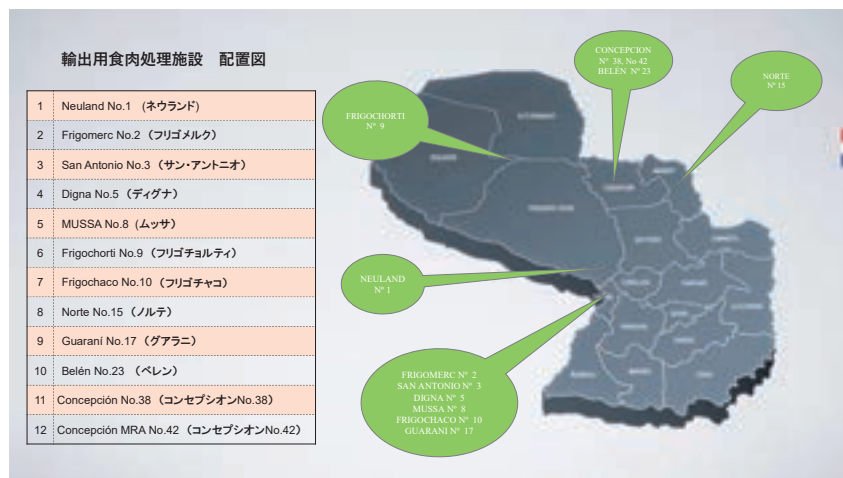 輸出用食肉処理施設　配置図
1 Neuland No.1 (ネウランド)
2 Frigomerc No.2 (フリゴメルク)
3 San Antonio No.3 (サン・アントニオ)
4 Digna No.5 (ディグナ)
5 MUSSA No.8 (ムッサ)
6 Frigochorti No.9 (フリゴチョルティ)
7 Frigochaco No.10 (フリゴチャコ)
8 Norte No.15 (ノルテ)
9 Guaraní No.17 (グアラニ)
10 Belén No.23 (ベレン)
11 Concepción No.38 (コンセプシオンNo.38)
12 Concepción MRA No.42 (コンセプシオンNo.42)
CONCEPCION
Nº 38, No 42
BELÉN Nº 23
NORTE
Nº 15
FRIGOCHORTI
Nº 9
NEULAND
Nº 1
FRIGOMERC Nº 2
SAN ANTONIO Nº 3
DIGNA Nº 5
MUSSA Nº 8
FRIGOCHACO Nº 10
GUARANI Nº 17